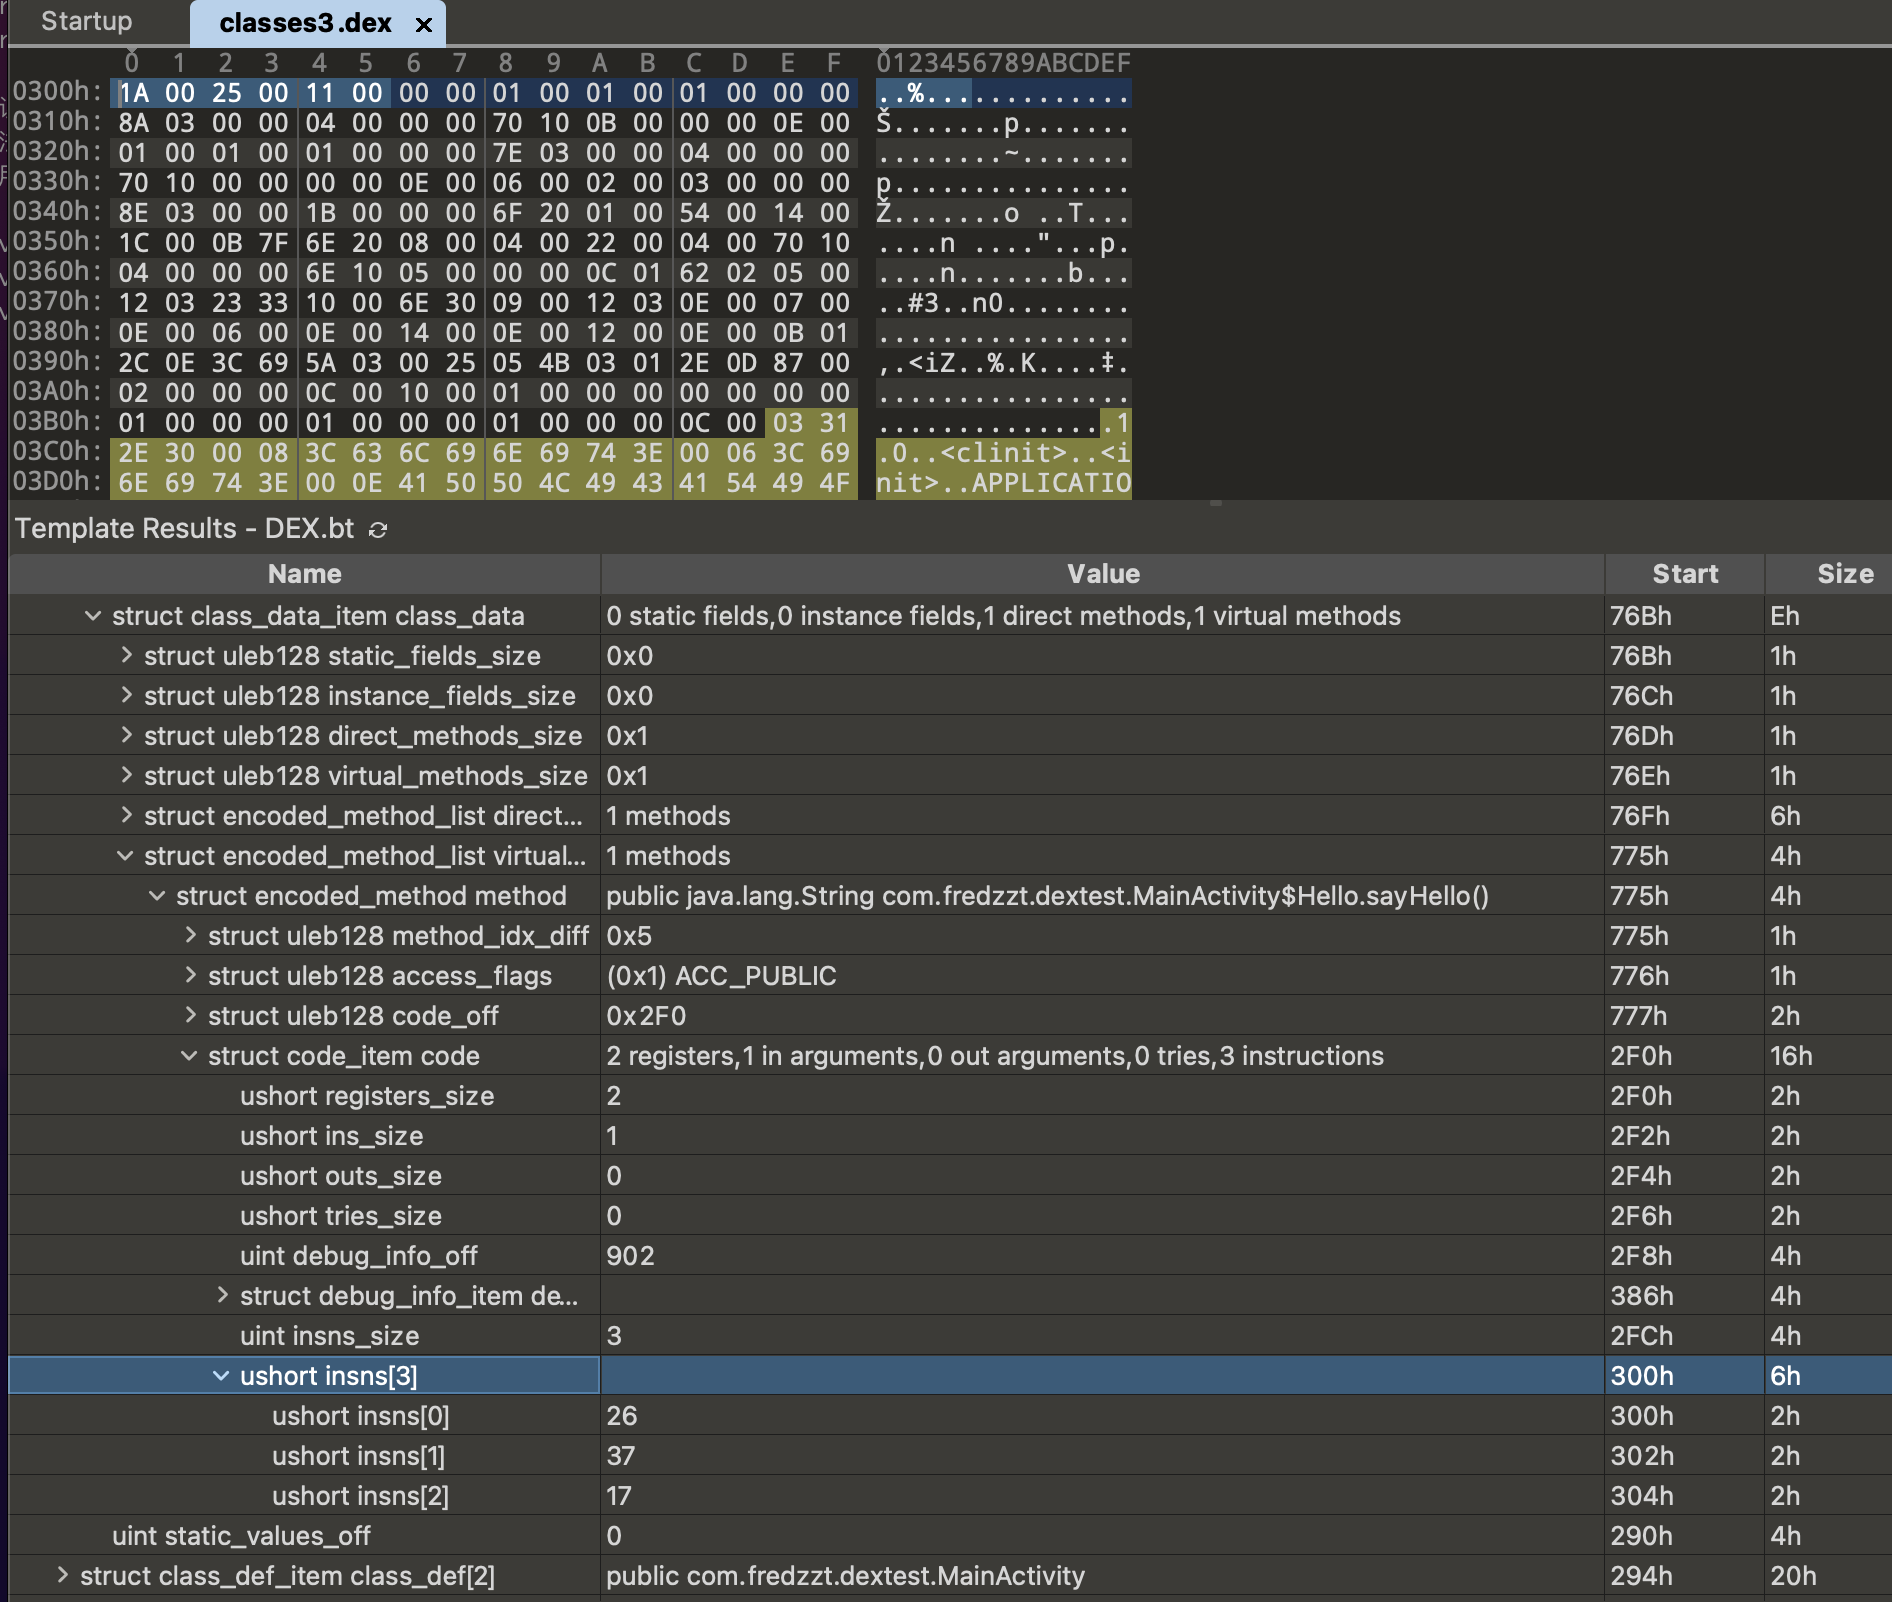 Startup classes3.dex ×
0 1 2 3 4 5 6 7 8 9 A B C D E F 0123456789ABCDEF
0300h: 1A 00 25 00 11 00 00 00 01 00 01 00 01 00 00 00 ..%.............
0310h: 8A 03 00 00 04 00 00 00 70 10 0B 00 00 00 0E 00 Š.......p.......
0320h: 01 00 01 00 01 00 00 00 7E 03 00 00 04 00 00 00 ........~.......
0330h: 70 10 00 00 00 00 0E 00 06 00 02 00 03 00 00 00 p...............
0340h: 8E 03 00 00 1B 00 00 00 6F 20 01 00 54 00 14 00 Ž.......o ..T...
0350h: 1C 00 0B 7F 6E 20 08 00 04 00 22 00 04 00 70 10 ....n ...."...p.
0360h: 04 00 00 00 6E 10 05 00 00 00 0C 01 62 02 05 00 ....n.......b...
0370h: 12 03 23 33 10 00 6E 30 09 00 12 03 0E 00 07 00 ..#3..n0........
0380h: 0E 00 06 00 0E 00 14 00 0E 00 12 00 0E 00 0B 01 ................
0390h: 2C 0E 3C 69 5A 03 00 25 05 4B 03 01 2E 0D 87 00 ,.<iZ..%.K....‡.
03A0h: 02 00 00 00 0C 00 10 00 01 00 00 00 00 00 00 00 ................
03B0h: 01 00 00 00 01 00 00 00 01 00 00 00 0C 00 03 31 ...............1
03C0h: 2E 30 00 08 3C 63 6C 69 6E 69 74 3E 00 06 3C 69 .0..<clinit>..<i
03D0h: 6E 69 74 3E 00 0E 41 50 50 4C 49 43 41 54 49 4F nit>..APPLICATIO
Template Results - DEX.bt
Name Value Start Size
struct class_data_item class_data 0 static fields,0 instance fields,1 direct methods,1 virtual methods 76Bh Eh
struct uleb128 static_fields_size 0x0 76Bh 1h
struct uleb128 instance_fields_size 0x0 76Ch 1h
struct uleb128 direct_methods_size 0x1 76Dh 1h
struct uleb128 virtual_methods_size 0x1 76Eh 1h
struct encoded_method_list direct... 1 methods 76Fh 6h
struct encoded_method_list virtual... 1 methods 775h 4h
struct encoded_method method public java.lang.String com.fredzzt.dextest.MainActivity$Hello.sayHello() 775h 4h
struct uleb128 method_idx_diff 0x5 775h 1h
struct uleb128 access_flags (0x1) ACC_PUBLIC 776h 1h
struct uleb128 code_off 0x2F0 777h 2h
struct code_item code 2 registers,1 in arguments,0 out arguments,0 tries,3 instructions 2F0h 16h
ushort registers_size 2 2F0h 2h
ushort ins_size 1 2F2h 2h
ushort outs_size 0 2F4h 2h
ushort tries_size 0 2F6h 2h
uint debug_info_off 902 2F8h 4h
struct debug_info_item de... 386h 4h
uint insns_size 3 2FCh 4h
ushort insns[3] 300h 6h
ushort insns[0] 26 300h 2h
ushort insns[1] 37 302h 2h
ushort insns[2] 17 304h 2h
uint static_values_off 0 290h 4h
struct class_def_item class_def[2] public com.fredzzt.dextest.MainActivity 294h 20h